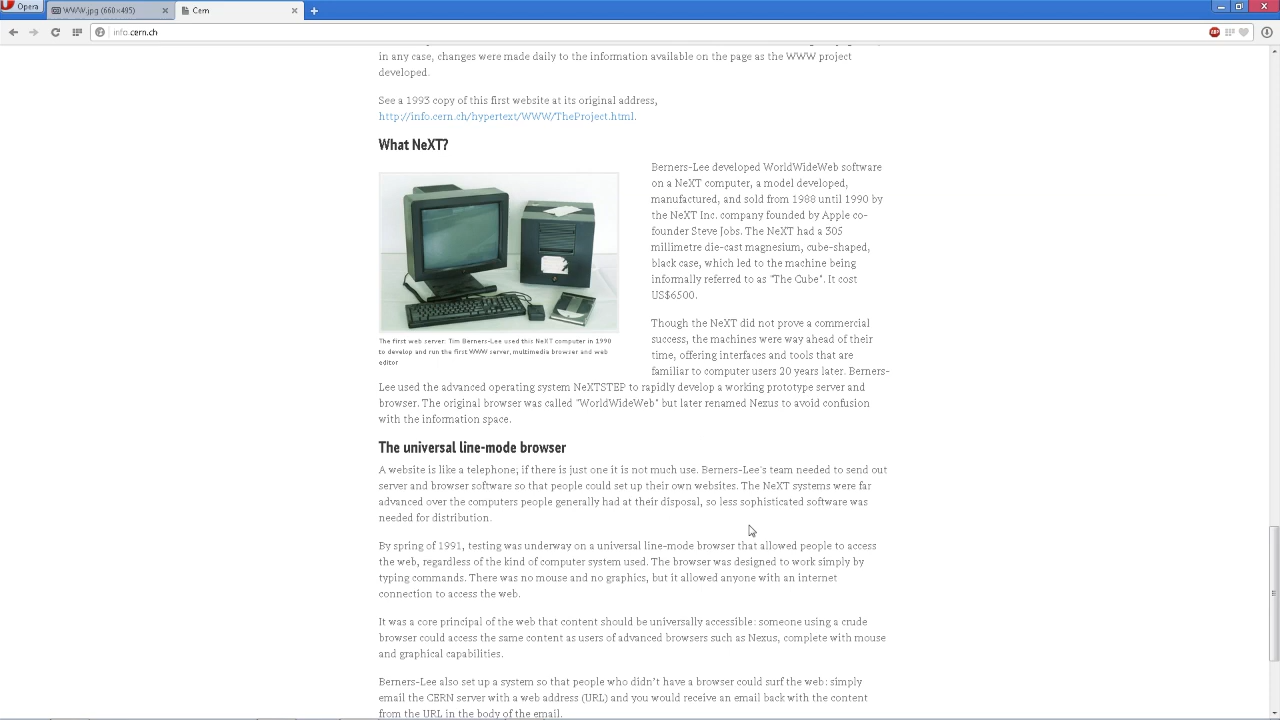 Opera
WWW.jpg (660×495)
Cern
info.cern.ch
in any case, changes were made daily to the information available on the page as the WWW project
developed.
See a 1993 copy of this first website at its original address,
http://info.cern.ch/hypertext/WWW/TheProject.html.
What NeXT?
Berners-Lee developed WorldWideWeb software
on a NeXT computer, a model developed,
manufactured, and sold from 1988 until 1990 by
the NeXT Inc. company founded by Apple co-
founder Steve Jobs. The NeXT had a 305
millimetre die-cast magnesium, cube-shaped,
black case, which led to the machine being
informally referred to as "The Cube". It cost
US$6500.
The first web server: Tim Berners-Lee used this NeXT computer in 1990
to develop and run the first WWW server, multimedia browser and web
editor
Though the NeXT did not prove a commercial
success, the machines were way ahead of their
time, offering interfaces and tools that are
familiar to computer users 20 years later. Berners-
Lee used the advanced operating system NeXTSTEP to rapidly develop a working prototype server and
browser. The original browser was called "WorldWideWeb" but later renamed Nexus to avoid confusion
with the information space.
The universal line-mode browser
A website is like a telephone; if there is just one it is not much use. Berners-Lee's team needed to send out
server and browser software so that people could set up their own websites. The NeXT systems were far
advanced over the computers people generally had at their disposal, so less sophisticated software was
needed for distribution.
By spring of 1991, testing was underway on a universal line-mode browser that allowed people to access
the web, regardless of the kind of computer system used. The browser was designed to work simply by
typing commands. There was no mouse and no graphics, but it allowed anyone with an internet
connection to access the web.
It was a core principal of the web that content should be universally accessible: someone using a crude
browser could access the same content as users of advanced browsers such as Nexus, complete with mouse
and graphical capabilities.
Berners-Lee also set up a system so that people who didn't have a browser could surf the web: simply
email the CERN server with a web address (URL) and you would receive an email back with the content
from the URL in the body of the email.